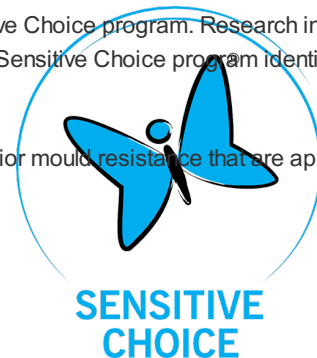 ve Choice program. Research in
Sensitive Choice program identi
®
ior mould resistance that are ap
SENSITIVE
CHOICE